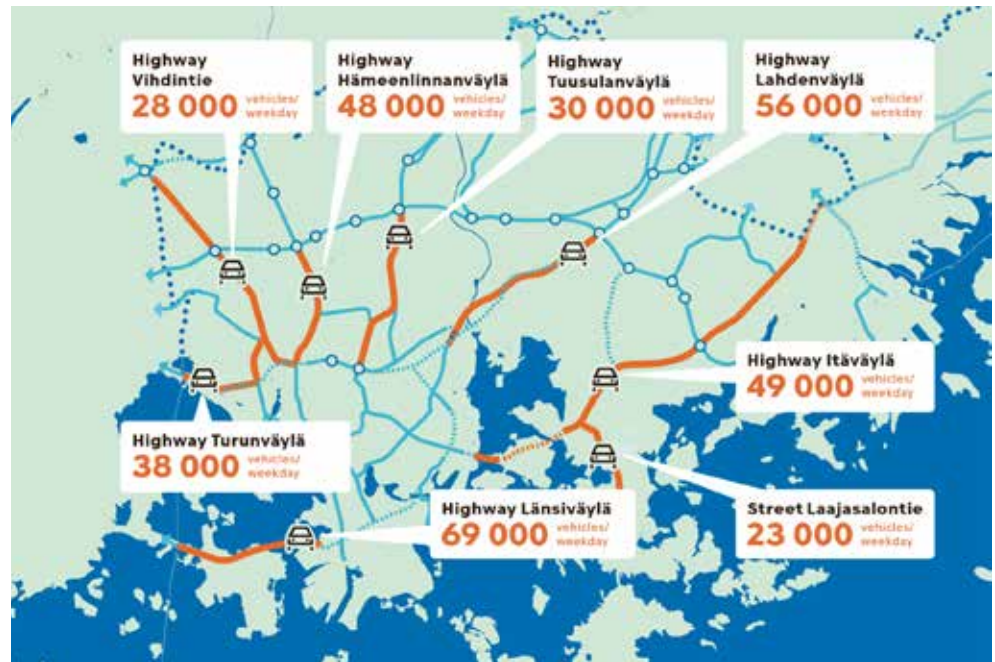 Highway
Vihdintie
28 000 vehicles/
weekday
Highway
Hämeenlinnanväylä
48 000 vehicles/
weekday
Highway
Tuusulanväylä
30 000 vehicles/
weekday
Highway
Lahdenväylä
56 000 vehicles/
weekday
Highway Itäväylä
49 000 vehicles/
weekday
Highway Turunväylä
38 000 vehicles/
weekday
Highway Länsiväylä
69 000 vehicles/
weekday
Street Laajasalontie
23 000 vehicles/
weekday